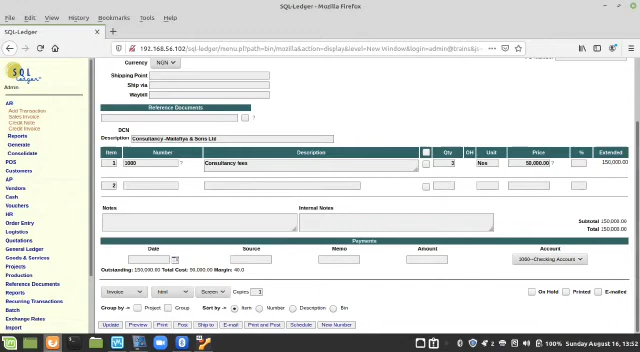 SQL-Ledger - Mozilla Firefox
File Edit View History Bookmarks Tools Help
SQL-Ledger
192.168.56.102/sql-ledger/menu.pl?path=bin/mozilla&action=display&level=New Window&login=admin@trains&js=
SQL
LEDGER
Admin
AR
Add Transaction
Sales Invoice
Credit Note
Credit Invoice
Reports
Generate
Consolidate
POS
Customers
AP
Vendors
Cash
Vouchers
HR
Order Entry
Logistics
Quotations
General Ledger
Goods & Services
Projects
Production
Reference Documents
Reports
Recurring Transactions
Batch
Exchange Rates
Import
Currency NGN
Shipping Point
Ship via
Waybill
Reference Documents
?
DCN
Description Consultancy -Maitahya & Sons Ltd
Item Number Description Qty OH Unit Price % Extended
1 1000 ? Consultancy fees 3 Nos 50,000.00 ? 150,000.00
2
Notes Internal Notes
Subtotal 150,000.00
Total 150,000.00
Payments
Date Source Memo Amount Account
1060--Checking Account
Outstanding: 150,000.00 Total Cost: 90,000.00 Margin: 40.0
Invoice html Screen Copies 1 On Hold Printed E-mailed
Group by -> Project Group Sort by -> Item Number Description Bin
Update Preview Print Post Ship to E-mail Print and Post Schedule New Number
100% Sunday August 16, 13:52